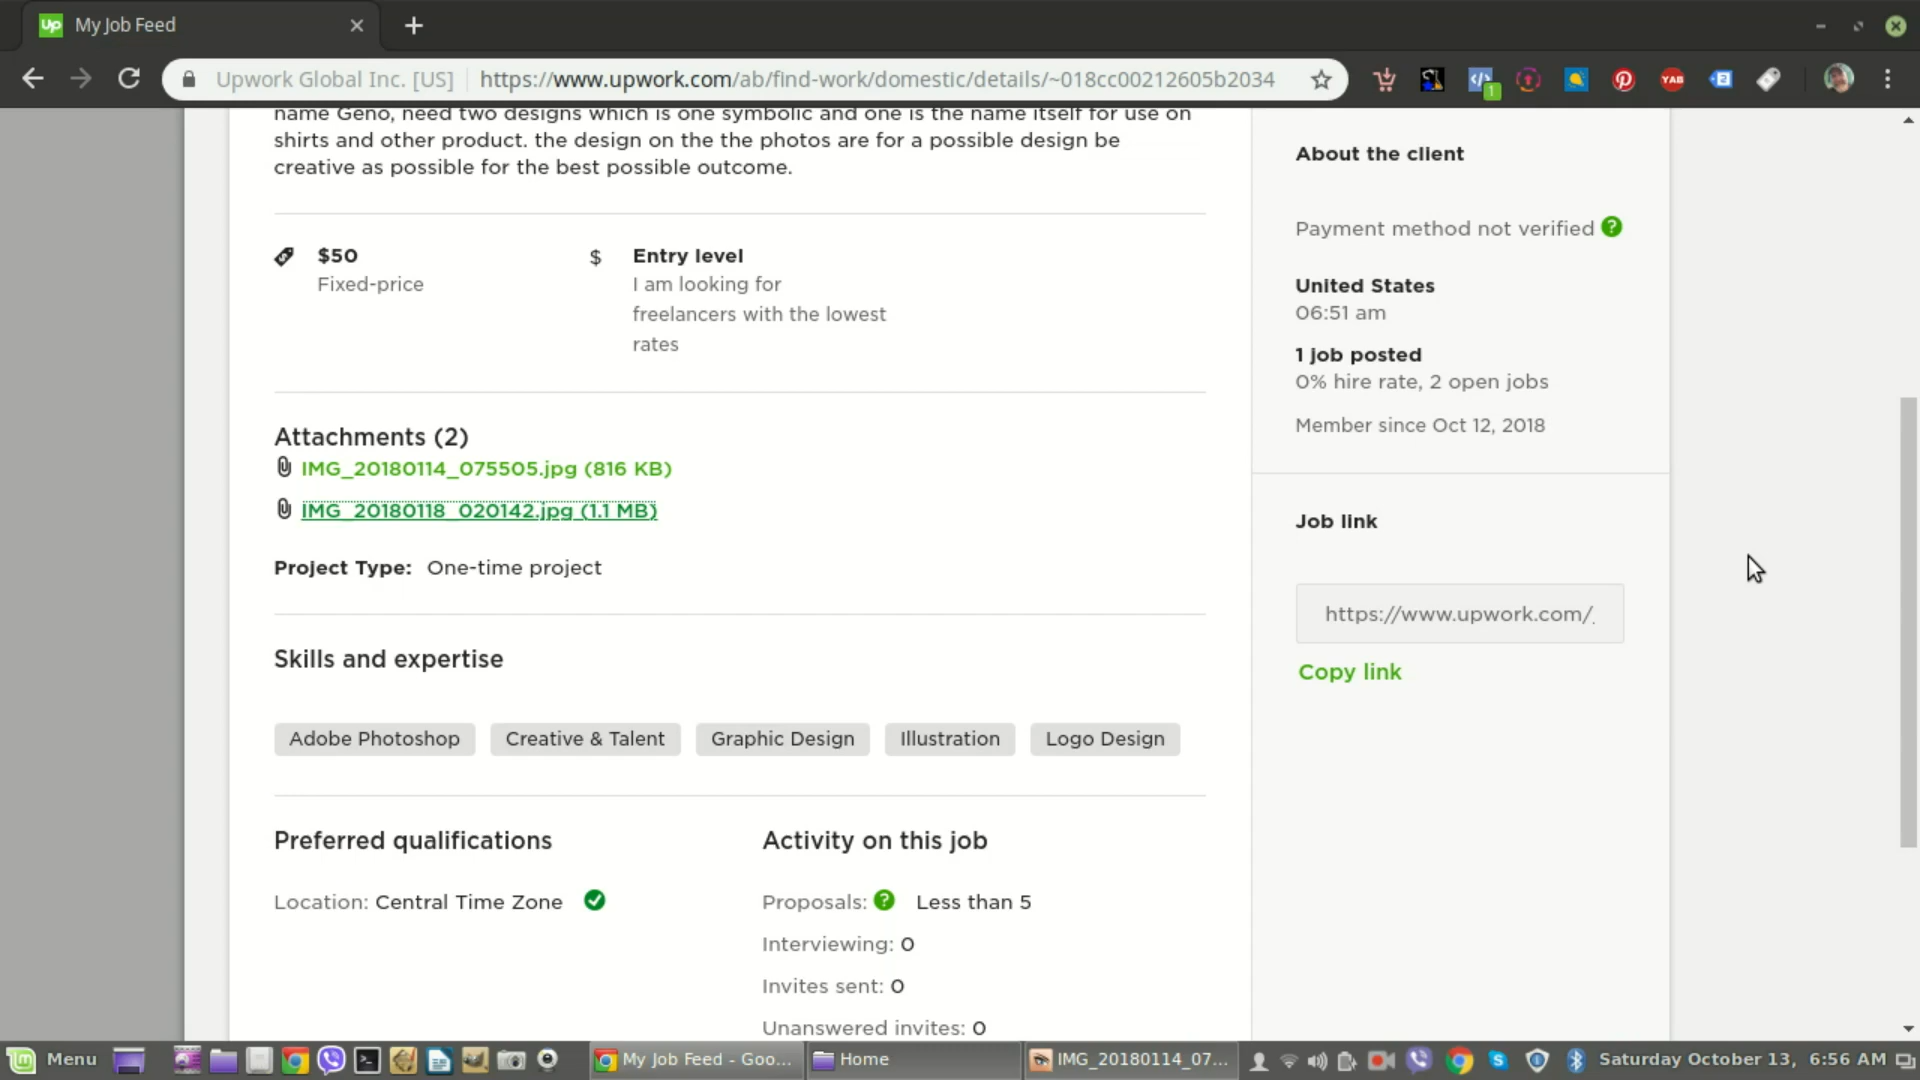 My Job Feed
Upwork Global Inc. [US]
https://www.upwork.com/ab/find-work/domestic/details/~018cc00212605b2034
name Geno, need two designs which is one symbolic and one is the name itself for use on
shirts and other product. the design on the the photos are for a possible design be
creative as possible for the best possible outcome.
$50
Fixed-price
$ Entry level
I am looking for
freelancers with the lowest
rates
Attachments (2)
IMG_20180114_075505.jpg (816 KB)
IMG_20180118_020142.jpg (1.1 MB)
Project Type: One-time project
Skills and expertise
Adobe Photoshop
Creative & Talent
Graphic Design
Illustration
Logo Design
Preferred qualifications
Location: Central Time Zone
Activity on this job
Proposals: ? Less than 5
Interviewing: 0
Invites sent: 0
Unanswered invites: 0
About the client
Payment method not verified ?
United States
06:51 am
1 job posted
0% hire rate, 2 open jobs
Member since Oct 12, 2018
Job link
https://www.upwork.com/
Copy link
Menu
My Job Feed - Goo...
Home
IMG_20180114_07...
Saturday October 13, 6:56 AM